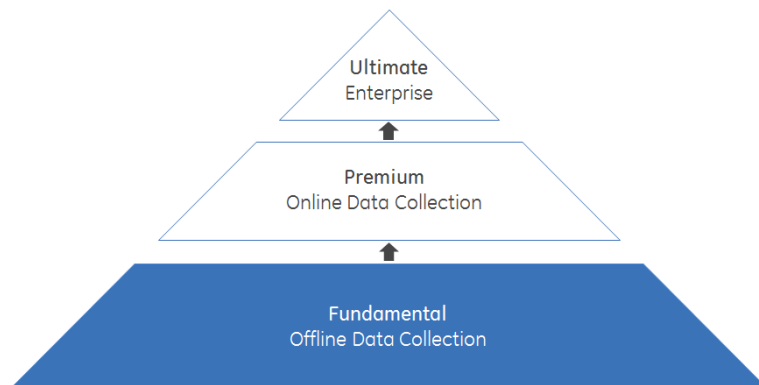 Ultimate
Enterprise
Premium
Online Data Collection
Fundamental
Offline Data Collection